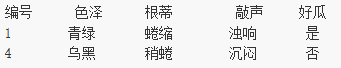 编号 色泽 根蒂 敲声 好瓜
1 青绿 蜷缩 浊响 是
4 乌黑 稍蜷 沉闷 否